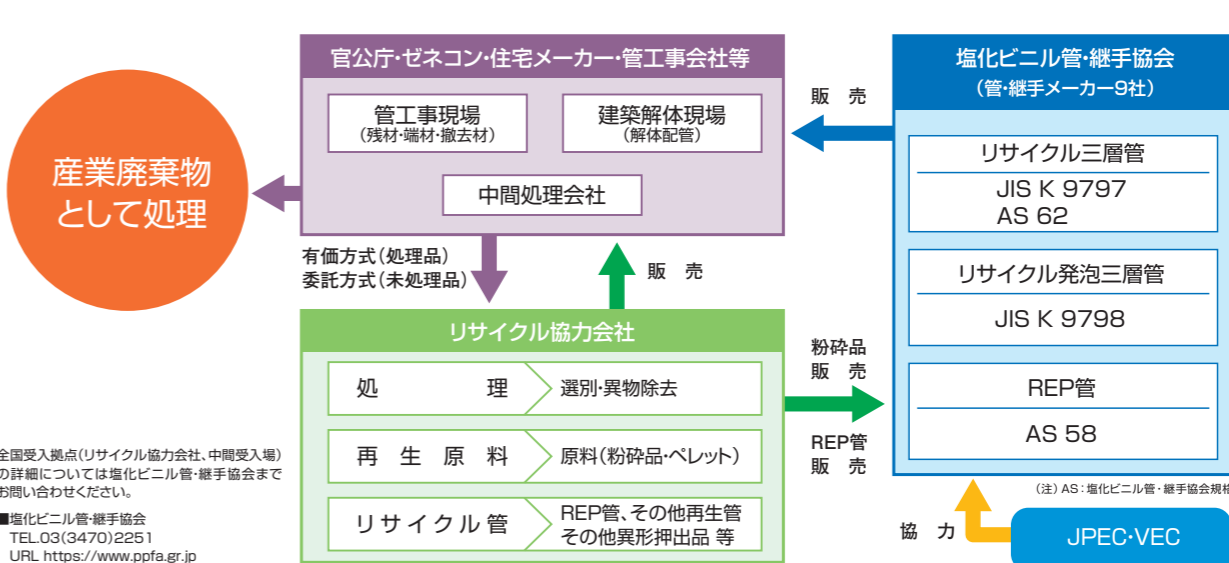 産業廃棄物
として処理
官公庁・ゼネコン・住宅メーカー・管工事会社等
管工事現場
(残材・端材・撤去材)
建築解体現場
(解体配管)
中間処理会社
販 売
塩化ビニル管・継手協会
(管・継手メーカー9社)
リサイクル三層管
JIS K 9797
AS 62
リサイクル発泡三層管
JIS K 9798
REP管
AS 58
(注) AS:塩化ビニル管・継手協会規格
有価方式(処理品)
委託方式(未処理品)
販 売
リサイクル協力会社
処 理
選別・異物除去
再 生 原 料
原料(粉砕品・ペレット)
リ サ イ ク ル 管
REP管、その他再生管
その他異形押出品 等
粉砕品
販 売
REP管
販 売
協 力
JPEC・VEC
全国受入拠点(リサイクル協力会社、中間受入場)
の詳細については塩化ビニル管・継手協会まで
お問い合わせください。
■塩化ビニル管・継手協会
TEL.03(3470)2251
URL https://www.ppfa.gr.jp